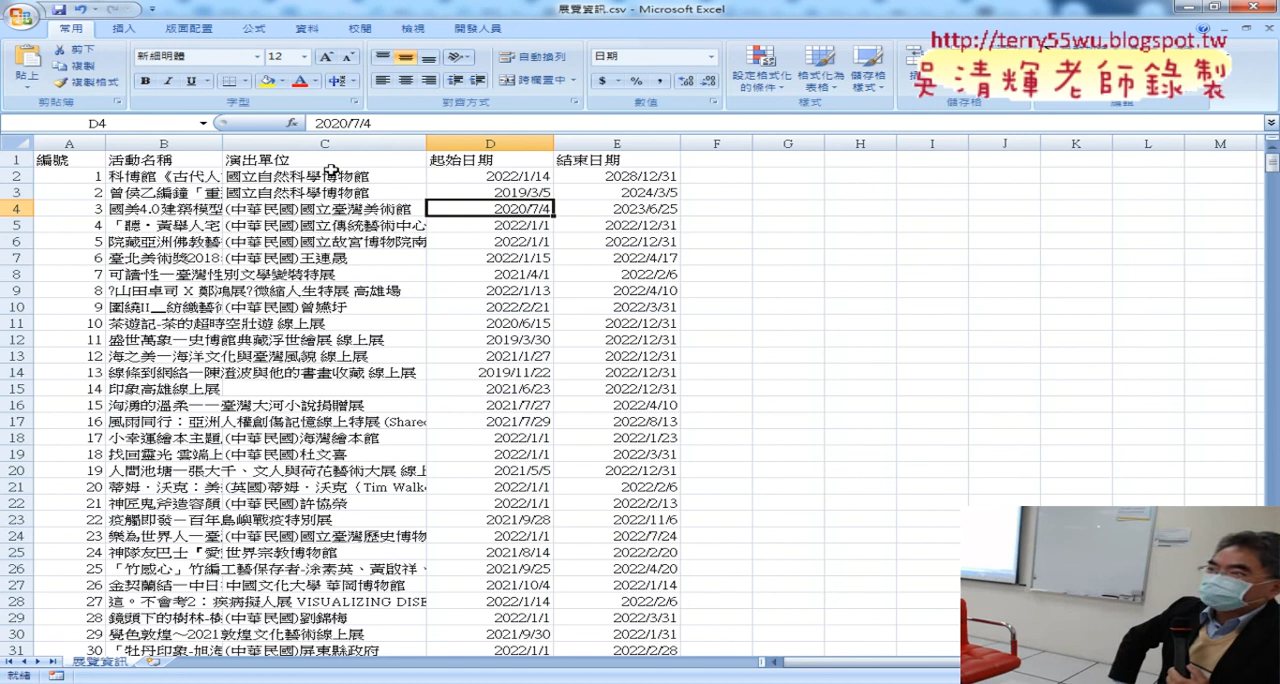 展覽資訊.csv - Microsoft Excel
常用 插入 版面配置 公式 資料 校閱 檢視 開發人員
http://terry55wu.blogspot.tw
吳清輝老師錄製
貼上 剪下 複製 複製格式 剪貼簿
新細明體 12 B I U 字型
自動換列 跨欄置中 對齊方式
日期 $ % , 數值
設定格式化的條件 格式化為表格 儲存格樣式 樣式
儲存格
D4 fx 2020/7/4
A B C D E F G H I J K L M
1 編號 活動名稱 演出單位 起始日期 結束日期
2 1 科博館《古代人 國立自然科學博物館 2022/1/14 2028/12/31
3 2 曾侯乙編鐘「重 國立自然科學博物館 2019/3/5 2024/3/5
4 3 國美4.0建築模型 (中華民國)國立臺灣美術館 2020/7/4 2023/6/25
5 4 「聽・黃舉人宅 (中華民國)國立傳統藝術中心 2022/1/1 2022/12/31
6 5 院藏亞洲佛教藝 (中華民國)國立故宮博物院南 2022/1/1 2022/12/31
7 6 臺北美術獎2018 (中華民國)王連晟 2022/1/15 2022/4/17
8 7 可讀性—臺灣性別文學變裝特展 2021/4/1 2022/2/6
9 8 ?山田卓司 X 鄭鴻展?微縮人生特展 高雄場 2022/1/13 2022/4/10
10 9 圍繞II__紡織藝術 (中華民國)曾嬿玗 2022/2/21 2022/3/31
11 10 茶遊記-茶的超時空壯遊 線上展 2020/6/15 2022/12/31
12 11 盛世萬象—史博館典藏浮世繪展 線上展 2019/3/30 2022/12/31
13 12 海之美—海洋文化與臺灣風貌 線上展 2021/1/27 2022/12/31
14 13 線條到網絡—陳澄波與他的書畫收藏 線上展 2019/11/22 2022/12/31
15 14 印象高雄線上展 2021/6/23 2022/12/31
16 15 洶湧的溫柔——臺灣大河小說捐贈展 2021/7/27 2022/4/10
17 16 風雨同行：亞洲人權創傷記憶線上特展 (Shared 2021/7/29 2022/8/13
18 17 小幸運繪本主題 (中華民國)海灣繪本館 2022/1/1 2022/1/23
19 18 找回靈光 雲端上 (中華民國)杜文喜 2022/1/1 2022/3/31
20 19 人間池塘—張大千、文人與荷花藝術大展 線上 2021/5/5 2022/12/31
21 20 蒂姆．沃克：美 (英國)蒂姆．沃克（Tim Walk 2022/1/1 2022/2/6
22 21 神匠鬼斧造容顏 (中華民國)許協榮 2022/1/1 2022/2/13
23 22 疫觸即發－百年島嶼戰疫特別展 2021/9/28 2022/11/6
24 23 樂為世界人—臺 (中華民國)國立臺灣歷史博物 2022/1/1 2022/7/24
25 24 神隊友巴士『愛 世界宗教博物館 2021/8/14 2022/2/20
26 25 「竹威心」竹編工藝保存者-涂素英、黃啟祥、 2021/9/25 2022/4/20
27 26 金契蘭結—中日 中國文化大學 華岡博物館 2021/10/4 2022/1/14
28 27 這。不會考2：疾病擬人展 VISUALIZING DISE 2022/1/14 2022/2/6
29 28 鏡頭下的樹林-樹 (中華民國)劉錦梅 2022/1/1 2022/3/31
30 29 覺色敦煌～2021敦煌文化藝術線上展 2021/9/30 2022/1/31
31 30 「牡丹印象-旭海 (中華民國)屏東縣政府 2022/1/1 2022/2/28
展覽資訊
就緒